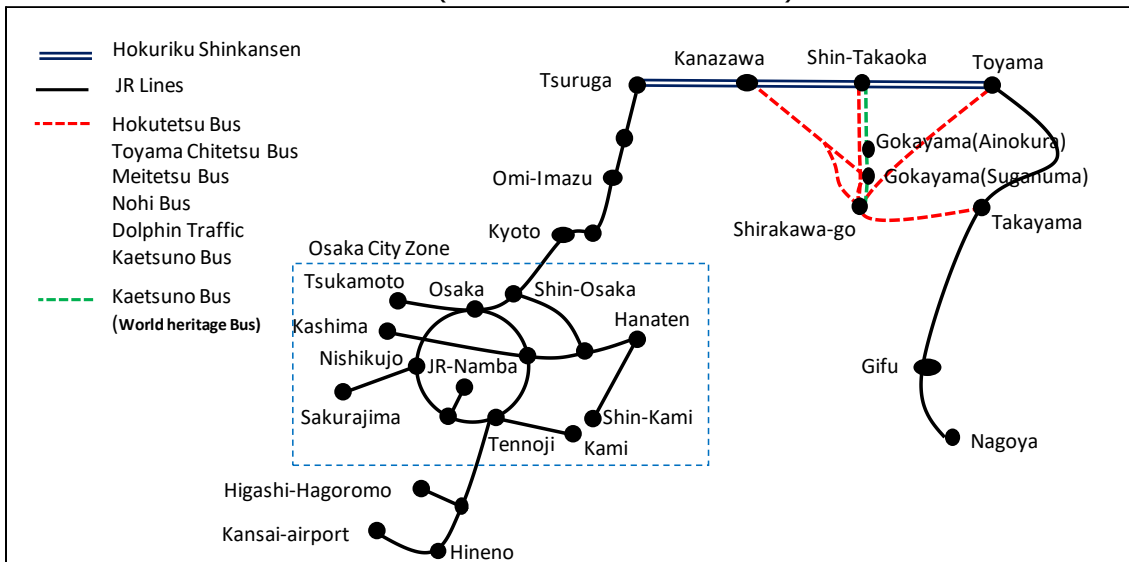 Hokuriku Shinkansen
JR Lines
Hokutetsu Bus
Toyama Chitetsu Bus
Meitetsu Bus
Nohi Bus
Dolphin Traffic
Kaetsuno Bus
Kaetsuno Bus
(World heritage Bus)
Kanazawa
Shin-Takaoka
Toyama
Tsuruga
Gokayama(Ainokura)
Omi-Imazu
Gokayama(Suganuma)
Shirakawa-go
Takayama
Kyoto
Osaka City Zone
Tsukamoto
Osaka
Shin-Osaka
Kashima
Hanaten
Nishikujo
JR-Namba
Gifu
Sakurajima
Shin-Kami
Tennoji
Kami
Nagoya
Higashi-Hagoromo
Kansai-airport
Hineno